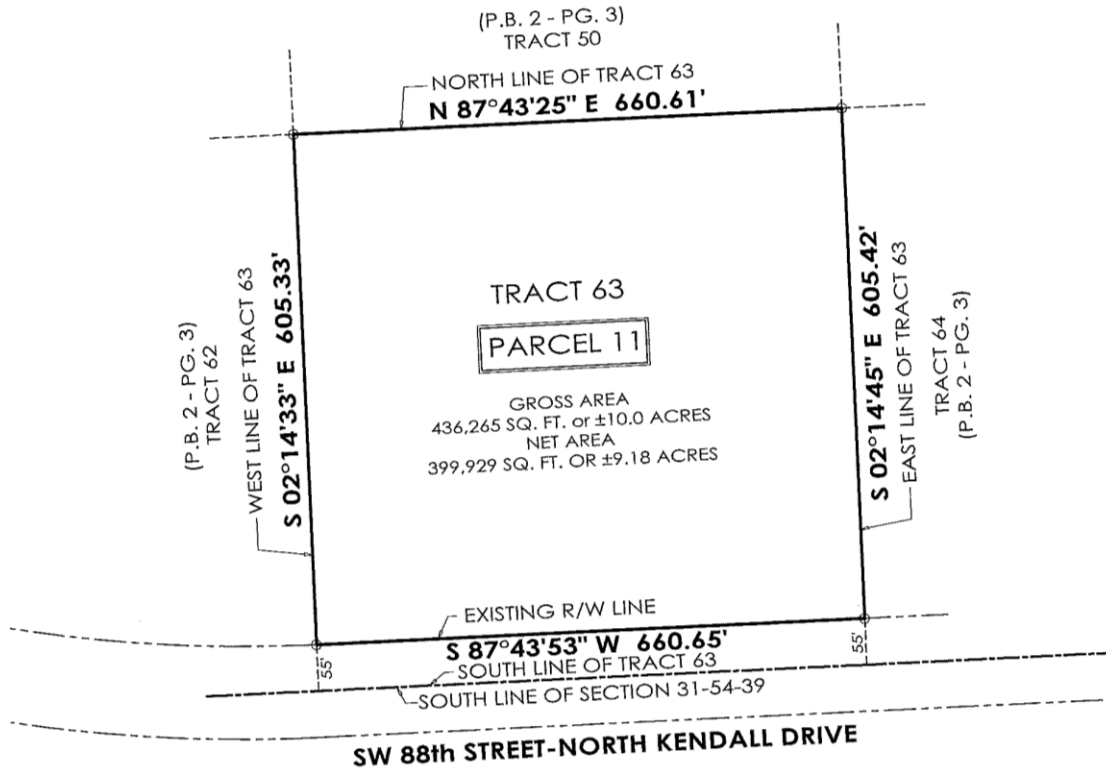 (P.B. 2 - PG. 3)
TRACT 50
NORTH LINE OF TRACT 63
N 87°43'25" E 660.61'
(P.B. 2 - PG. 3)
TRACT 62
WEST LINE OF TRACT 63
S 02°14'33" E 605.33'
TRACT 63
PARCEL 11
GROSS AREA
436,265 SQ. FT. or ±10.0 ACRES
NET AREA
399,929 SQ. FT. OR ±9.18 ACRES
S 02°14'45" E 605.42'
EAST LINE OF TRACT 63
TRACT 64
(P.B. 2 - PG. 3)
EXISTING R/W LINE
S 87°43'53" W 660.65'
55'
55'
SOUTH LINE OF TRACT 63
SOUTH LINE OF SECTION 31-54-39
SW 88th STREET-NORTH KENDALL DRIVE